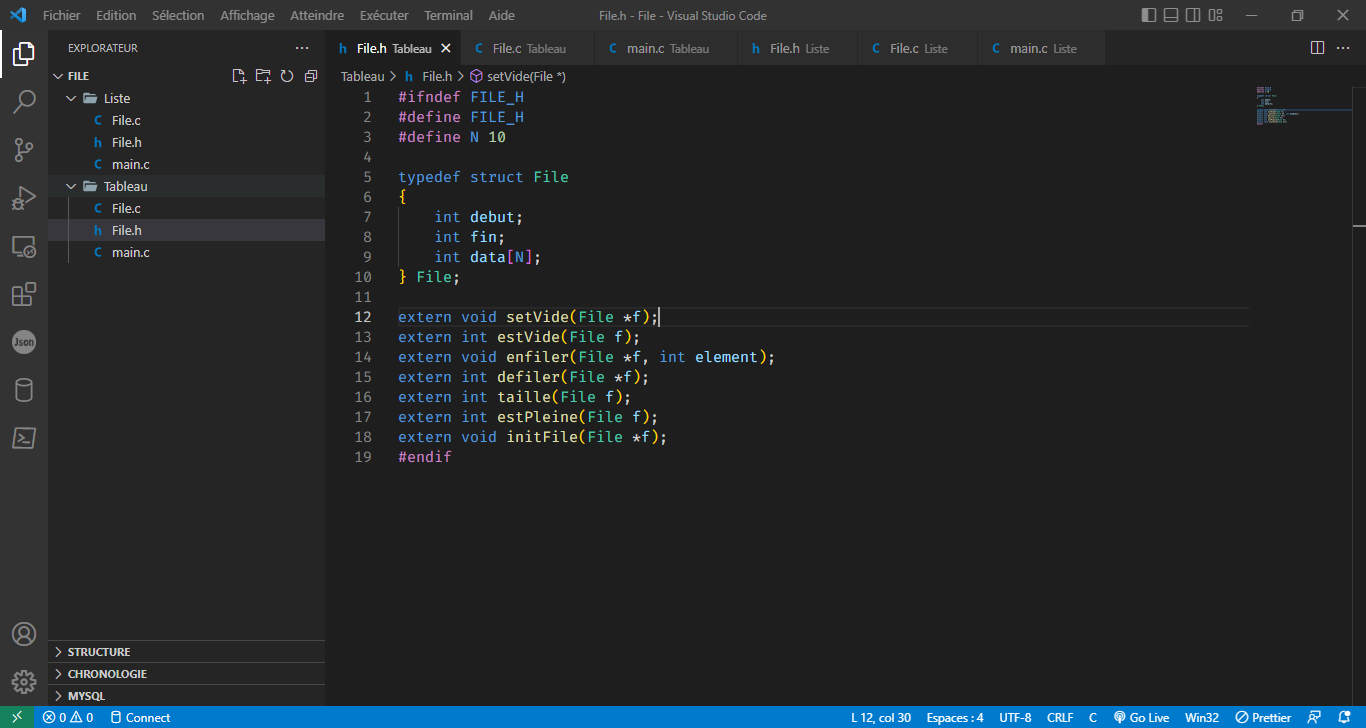 Fichier Edition Sélection Affichage Atteindre Exécuter Terminal Aide File.h - File - Visual Studio Code
EXPLORATEUR ...
FILE
Liste
C File.c
h File.h
C main.c
Tableau
C File.c
h File.h
C main.c
STRUCTURE
CHRONOLOGIE
MYSQL
Json
h File.h Tableau C File.c Tableau C main.c Tableau h File.h Liste C File.c Liste C main.c Liste ...
Tableau > h File.h > setVide(File *)
1 #ifndef FILE_H
2 #define FILE_H
3 #define N 10
4
5 typedef struct File
6 {
7 int debut;
8 int fin;
9 int data[N];
10 } File;
11
12 extern void setVide(File *f);
13 extern int estVide(File f);
14 extern void enfiler(File *f, int element);
15 extern int defiler(File *f);
16 extern int taille(File f);
17 extern int estPleine(File f);
18 extern void initFile(File *f);
19 #endif
0 0 Connect L 12, col 30 Espaces : 4 UTF-8 CRLF C Go Live Win32 Prettier